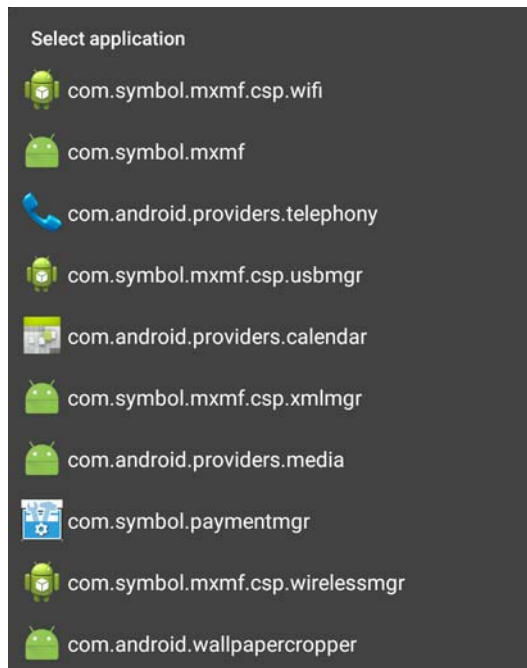 Select application
com.symbol.mxmf.csp.wifi
com.symbol.mxmf
com.android.providers.telephony
com.symbol.mxmf.csp.usbmgr
com.android.providers.calendar
com.symbol.mxmf.csp.xmlmgr
com.android.providers.media
com.symbol.paymentmgr
com.symbol.mxmf.csp.wirelessmgr
com.android.wallpapercropper